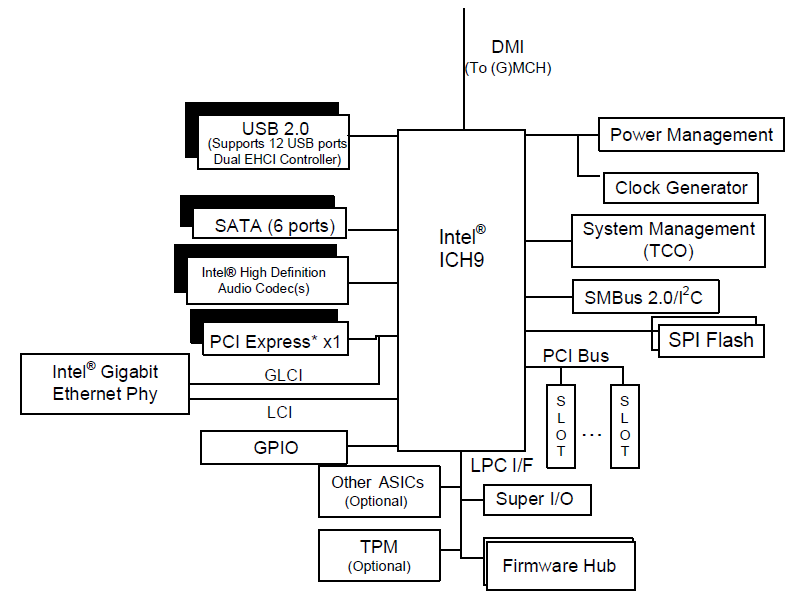 DMI
(To (G)MCH)
USB 2.0
(Supports 12 USB ports
Dual EHCI Controller)
Power Management
Clock Generator
SATA (6 ports)
Intel®
ICH9
System Management
(TCO)
Intel® High Definition
Audio Codec(s)
SMBus 2.0/I²C
PCI Express* x1
SPI Flash
Intel® Gigabit
Ethernet Phy
GLCI
LCI
PCI Bus
SLOT
...
SLOT
GPIO
LPC I/F
Other ASICs
(Optional)
Super I/O
TPM
(Optional)
Firmware Hub